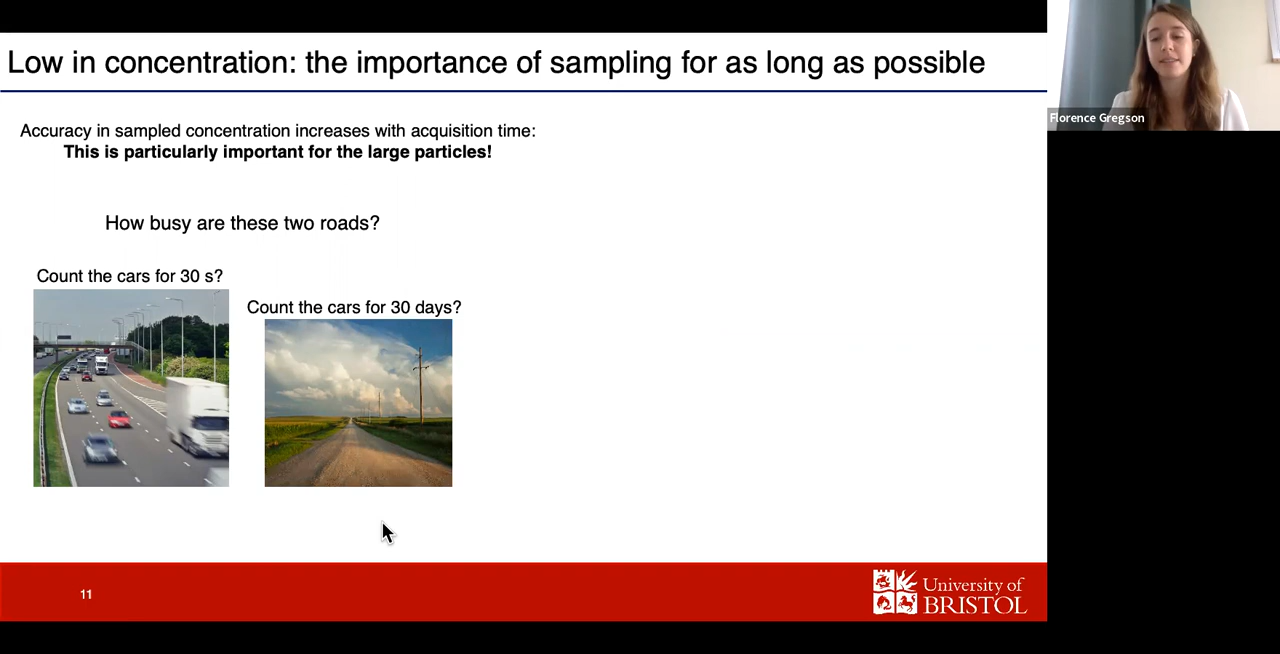 Low in concentration: the importance of sampling for as long as possible
Accuracy in sampled concentration increases with acquisition time:
This is particularly important for the large particles!
How busy are these two roads?
Count the cars for 30 s?
Count the cars for 30 days?
11
University of
BRISTOL
Florence Gregson